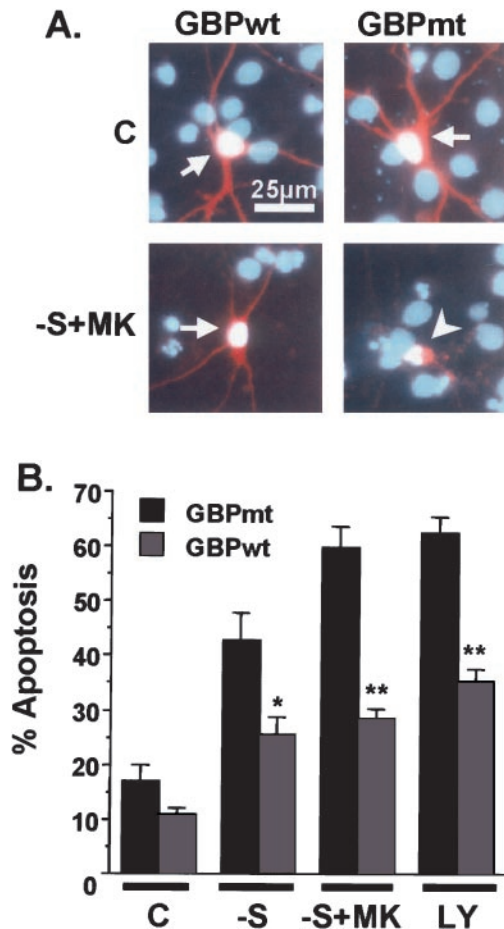 A. GBPwt GBPmt
C
25μm
-S+MK
B.
70
60
50
40
30
20
10
0
% Apoptosis
GBPmt
GBPwt
* ** **
C -S -S+MK LY